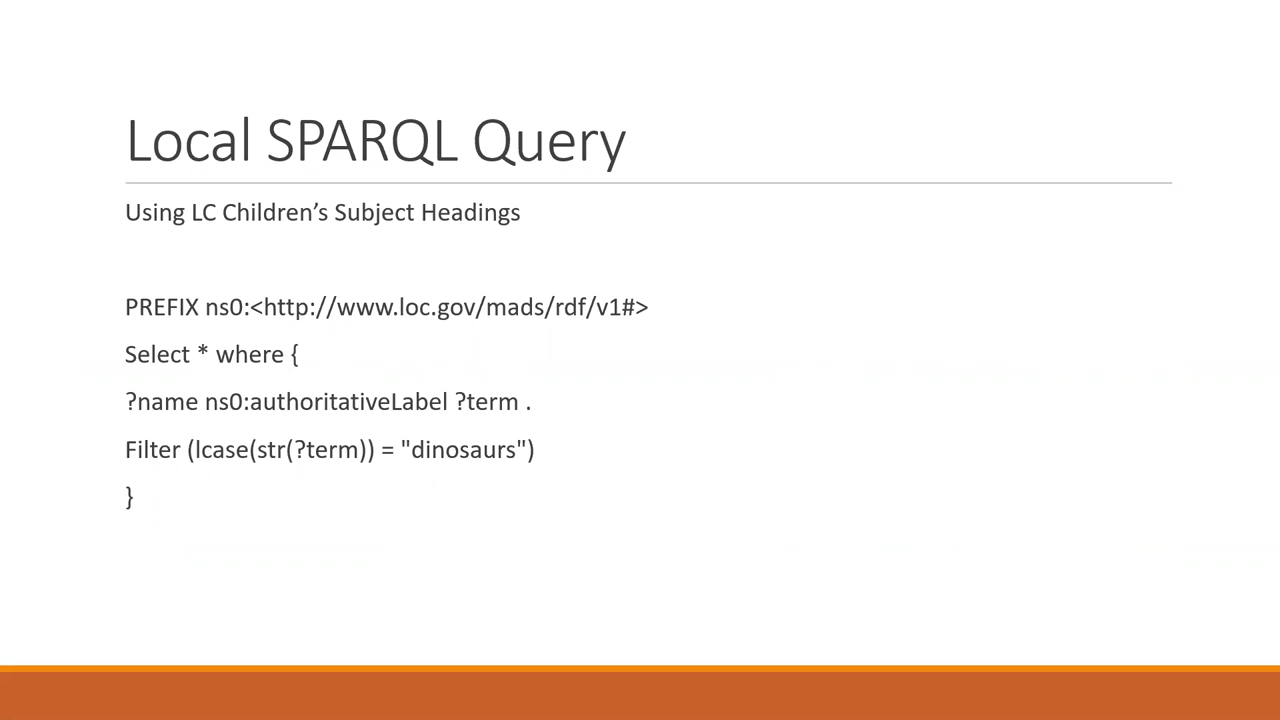 Local SPARQL Query
Using LC Children’s Subject Headings
PREFIX ns0:<http://www.loc.gov/mads/rdf/v1#>
Select * where {
?name ns0:authoritativeLabel ?term .
Filter (lcase(str(?term)) = "dinosaurs")
}